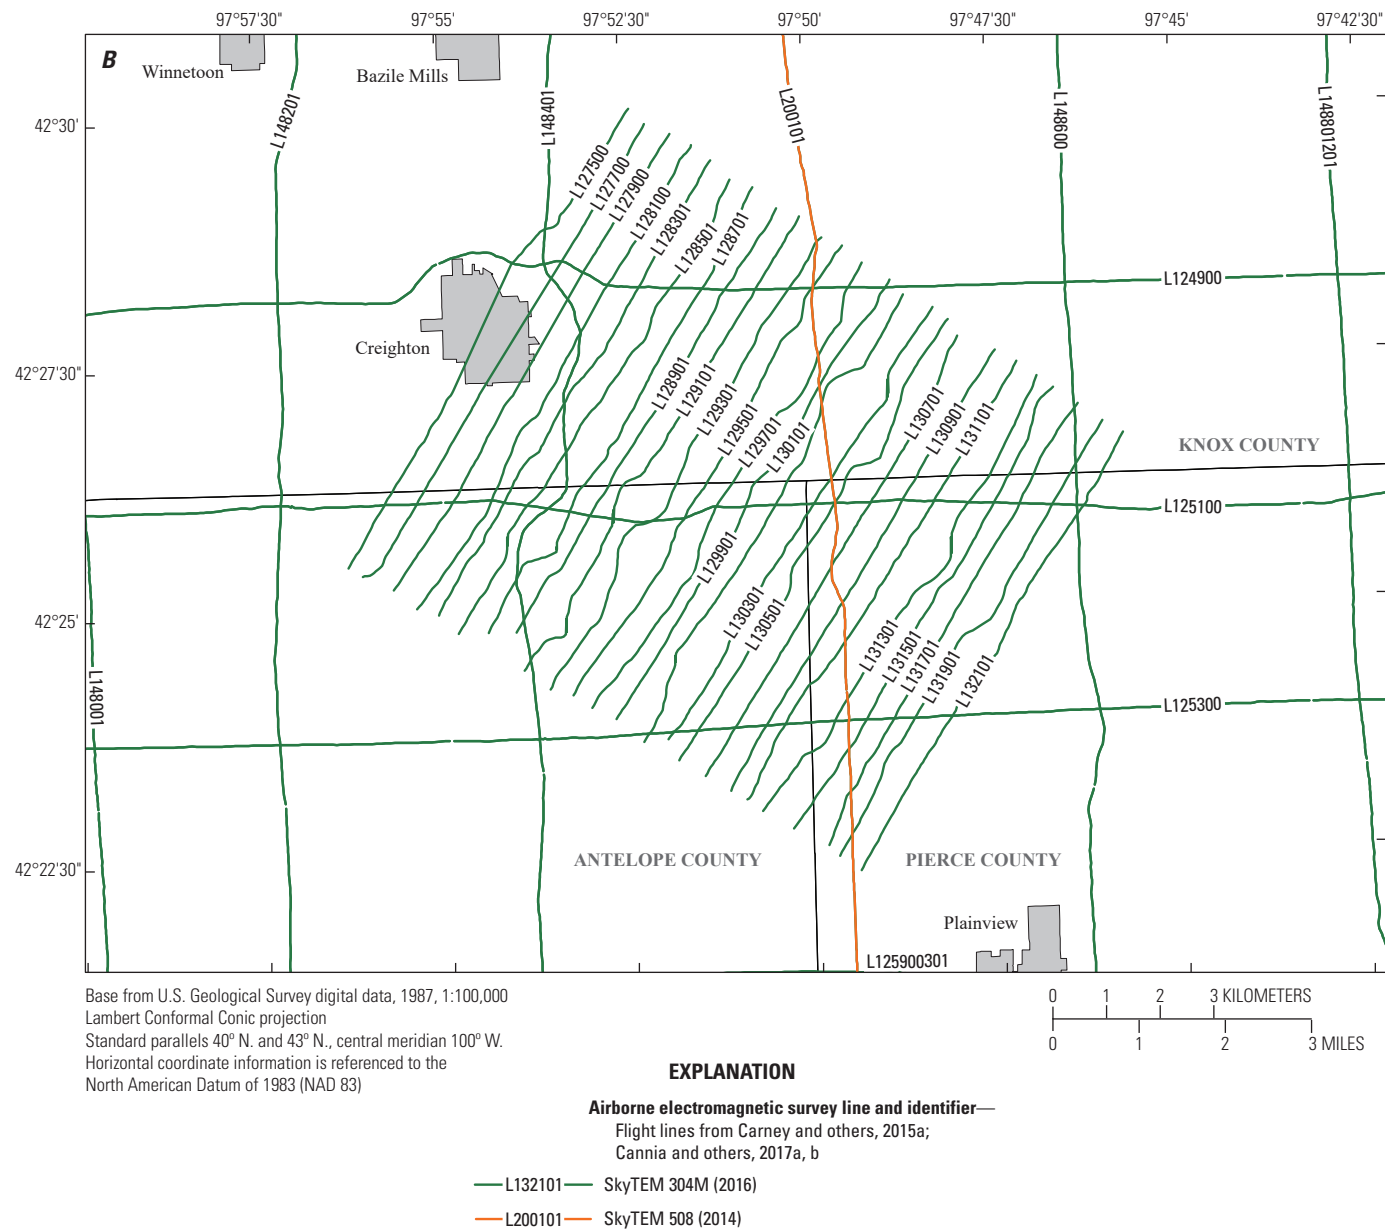 97°57'30"
97°55'
97°52'30"
97°50'
97°47'30"
97°45'
97°42'30"
B
Winnetoon
Bazile Mills
42°30'
L148201
L148401
L200101
L148600
L148801201
L127500
L127700
L127900
L128100
L128301
L128501
L128701
L124900
Creighton
42°27'30"
L128901
L129101
L129301
L129501
L129701
L130101
L130701
L130901
L131101
KNOX COUNTY
L125100
L129901
L130301
L130501
42°25'
L131301
L131501
L131701
L131901
L132101
L148001
L125300
42°22'30"
ANTELOPE COUNTY
PIERCE COUNTY
Plainview
L125900301
Base from U.S. Geological Survey digital data, 1987, 1:100,000
Lambert Conformal Conic projection
Standard parallels 40° N. and 43° N., central meridian 100° W.
Horizontal coordinate information is referenced to the
North American Datum of 1983 (NAD 83)
0 1 2 3 KILOMETERS
0 1 2 3 MILES
EXPLANATION
Airborne electromagnetic survey line and identifier—
Flight lines from Carney and others, 2015a;
Cannia and others, 2017a, b
L132101 SkyTEM 304M (2016)
L200101 SkyTEM 508 (2014)